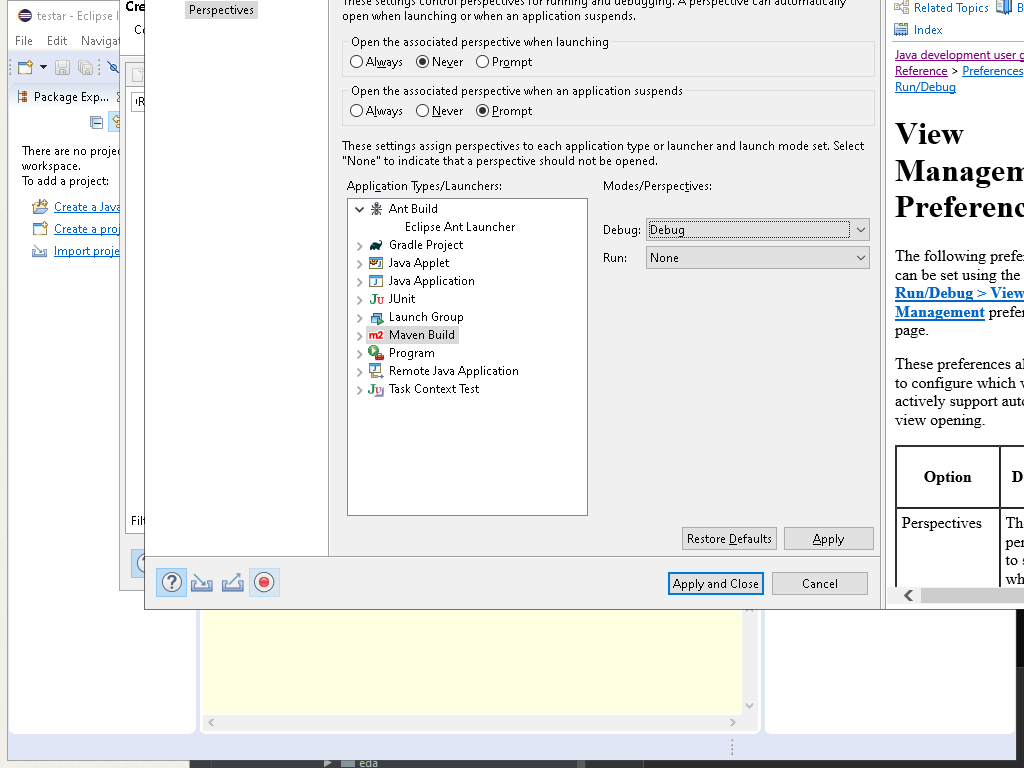 testar - Eclipse
File Edit Navigat
Package Exp...
There are no proje
workspace.
To add a project:
Create a Java
Create a proj
Import proje
Cre
Filt
Perspectives
These settings control perspectives for running and debugging. A perspective can automatically
open when launching or when an application suspends.
Open the associated perspective when launching
Always Never Prompt
Open the associated perspective when an application suspends
Always Never Prompt
These settings assign perspectives to each application type or launcher and launch mode set. Select
"None" to indicate that a perspective should not be opened.
Application Types/Launchers:
Ant Build
Eclipse Ant Launcher
Gradle Project
Java Applet
Java Application
JUnit
Launch Group
Maven Build
Program
Remote Java Application
Task Context Test
Modes/Perspectives:
Debug: Debug
Run: None
Restore Defaults Apply
Apply and Close Cancel
Related Topics B
Index
Java development user g
Reference > Preferences
Run/Debug
View
Managem
Preferenc
The following prefer
can be set using the
Run/Debug > View
Management prefer
page.
These preferences al
to configure which v
actively support auto
view opening.
Option D
Perspectives The
per
to s
wh
eda